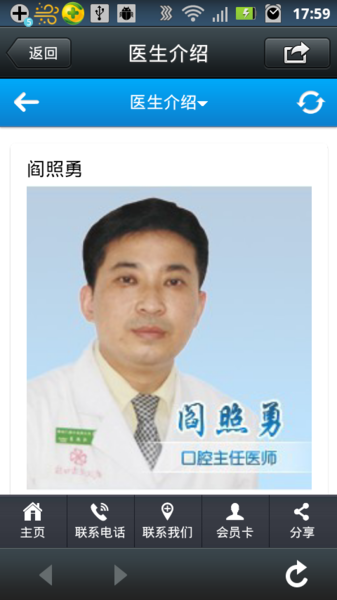 17:59
返回
医生介绍
医生介绍
阎照勇
阎照勇
口腔主任医师
主页
联系电话
联系我们
会员卡
分享